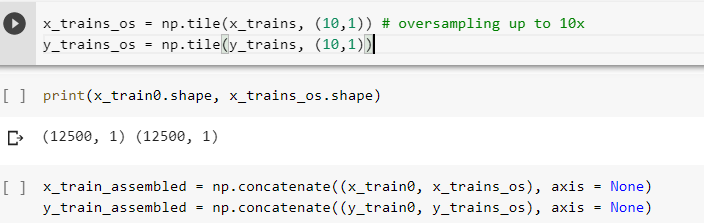 x_trains_os = np.tile(x_trains, (10,1)) # oversampling up to 10x
y_trains_os = np.tile(y_trains, (10,1))
[ ] print(x_train0.shape, x_trains_os.shape)
(12500, 1) (12500, 1)
[ ] x_train_assembled = np.concatenate((x_train0, x_trains_os), axis = None)
y_train_assembled = np.concatenate((y_train0, y_trains_os), axis = None)